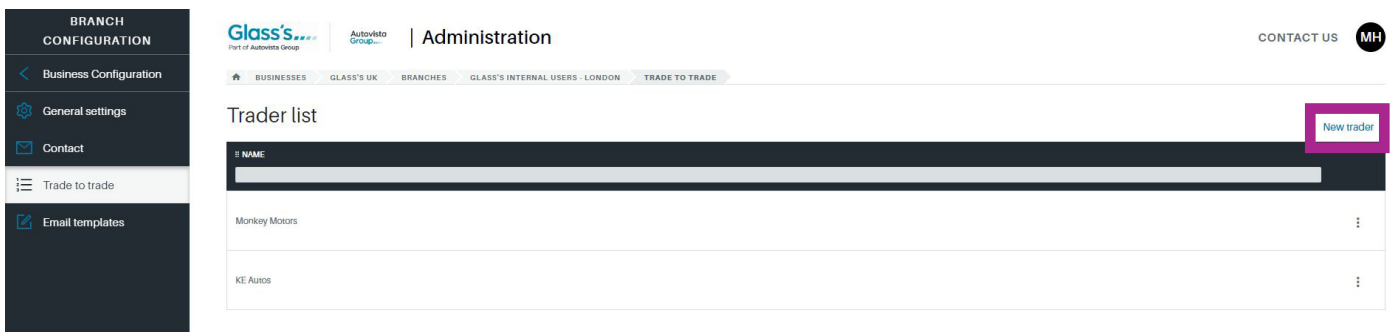 BRANCH
CONFIGURATION
Business Configuration
General settings
Contact
Trade to trade
Email templates
Glass's.....
Part of Autovista Group
Autovista
Group....
| Administration
CONTACT US
MH
BUSINESSES
GLASS'S UK
BRANCHES
GLASS'S INTERNAL USERS - LONDON
TRADE TO TRADE
Trader list
New trader
NAME
Monkey Motors
KE Autos